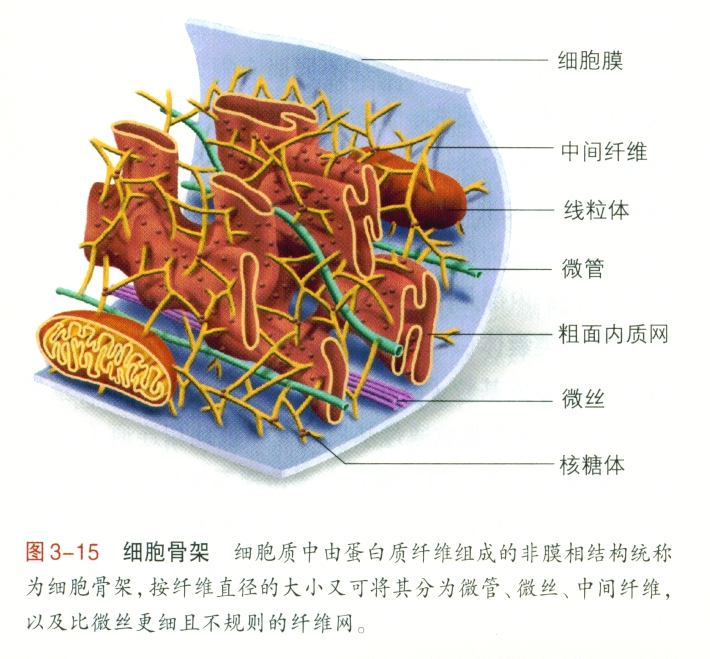 细胞膜
中间纤维
线粒体
微管
粗面内质网
微丝
核糖体
图3-15 细胞骨架 细胞质中由蛋白质纤维组成的非膜相结构统称
为细胞骨架,按纤维直径的大小又可将其分为微管、微丝、中间纤维,
以及比微丝更细且不规则的纤维网。